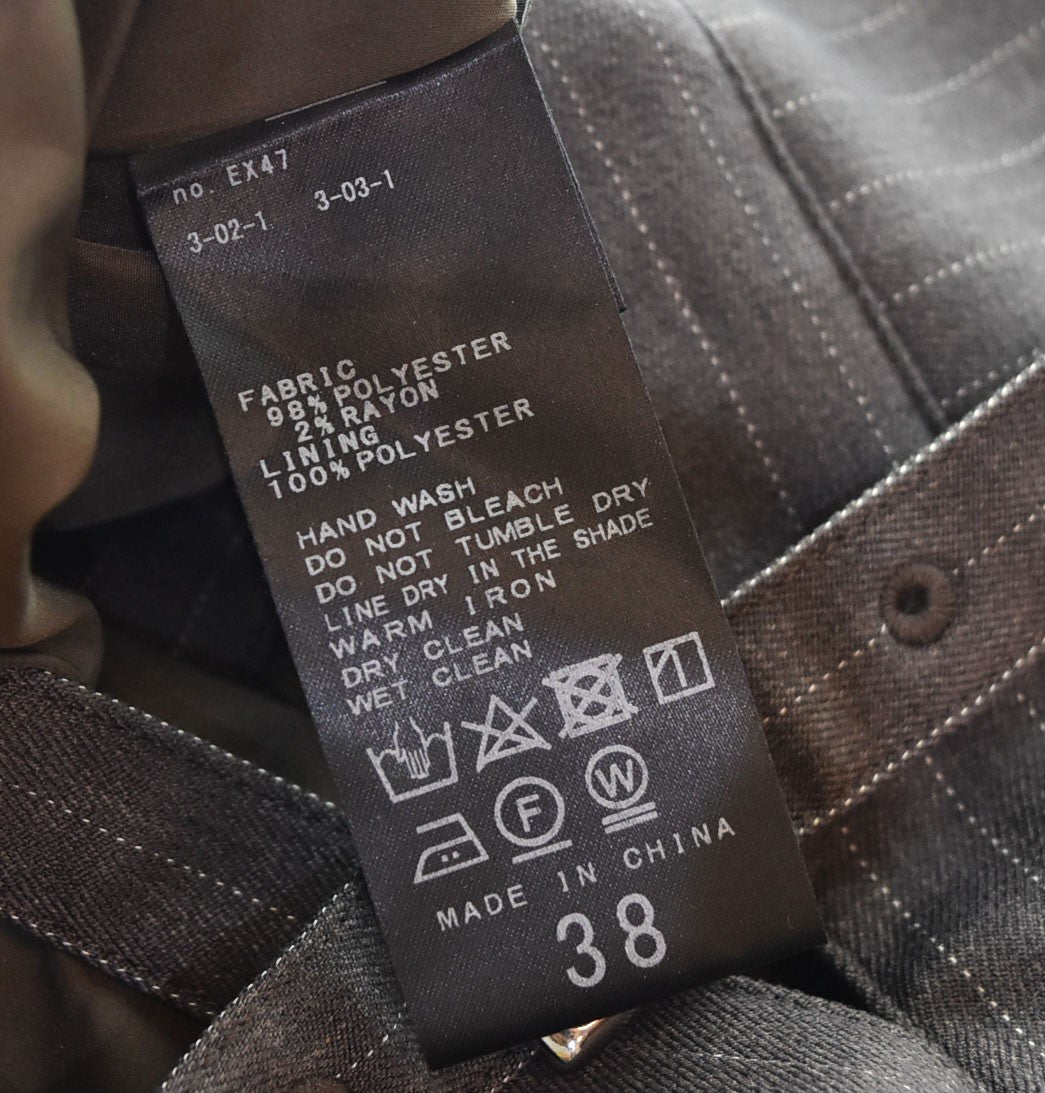 no. EX47
3-02-1 3-03-1
FABRIC
98% POLYESTER
2% RAYON
LINING
100% POLYESTER
HAND WASH
DO NOT BLEACH
DO NOT TUMBLE DRY
LINE DRY IN THE SHADE
WARM IRON
DRY CLEAN
WET CLEAN
F W
MADE IN CHINA
38